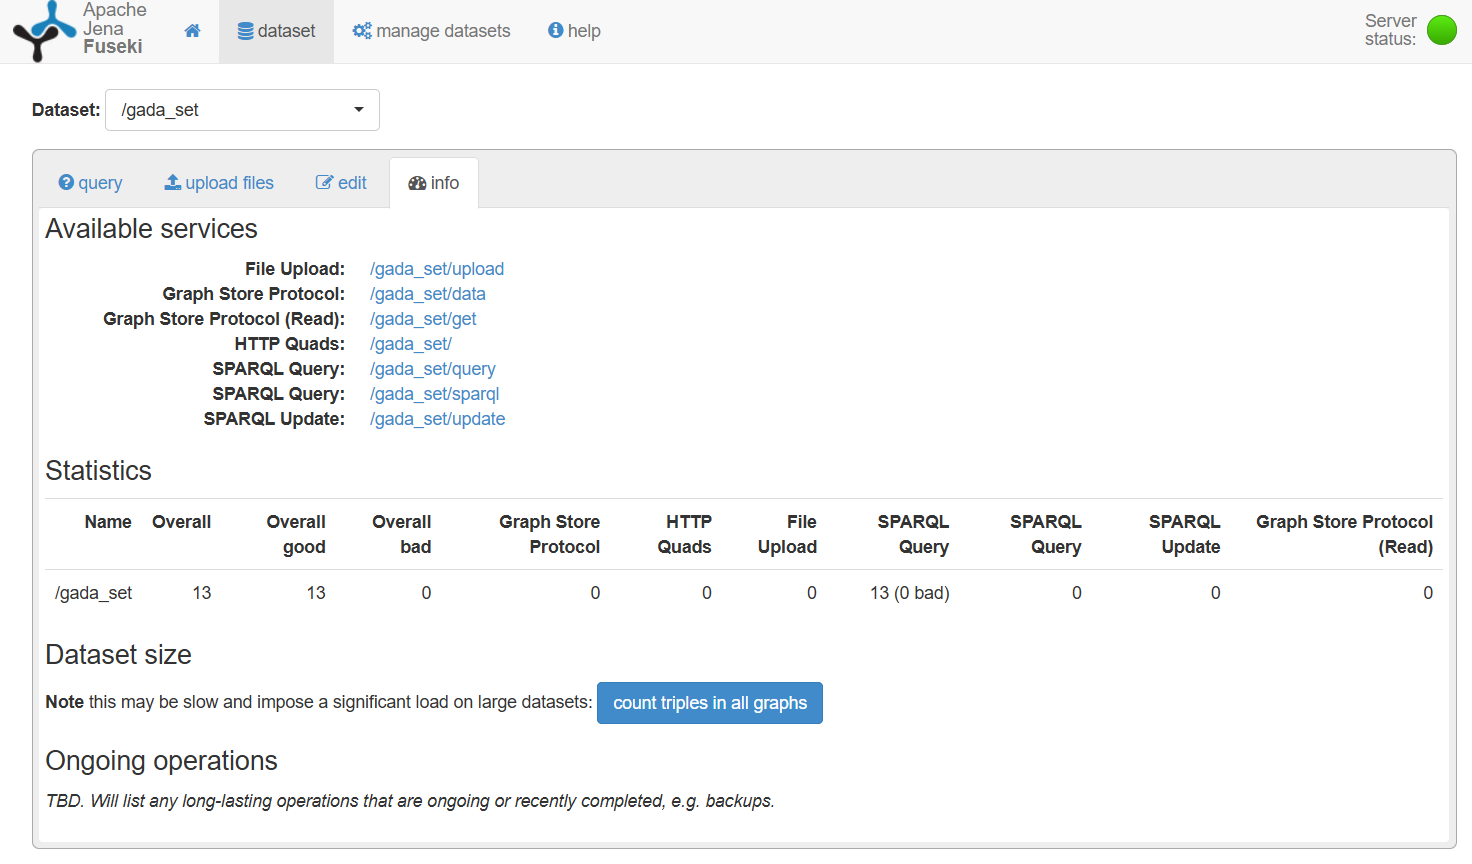 Apache
Jena
Fuseki
dataset
manage datasets
help
Server
status:
Dataset: /gada_set
query
upload files
edit
info
Available services
File Upload: /gada_set/upload
Graph Store Protocol: /gada_set/data
Graph Store Protocol (Read): /gada_set/get
HTTP Quads: /gada_set/
SPARQL Query: /gada_set/query
SPARQL Query: /gada_set/sparql
SPARQL Update: /gada_set/update
Statistics
Name Overall Overall Overall Graph Store HTTP File SPARQL SPARQL SPARQL Graph Store Protocol
good bad Protocol Quads Upload Query Query Update (Read)
/gada_set 13 13 0 0 0 0 13 (0 bad) 0 0 0
Dataset size
Note this may be slow and impose a significant load on large datasets: count triples in all graphs
Ongoing operations
TBD. Will list any long-lasting operations that are ongoing or recently completed, e.g. backups.